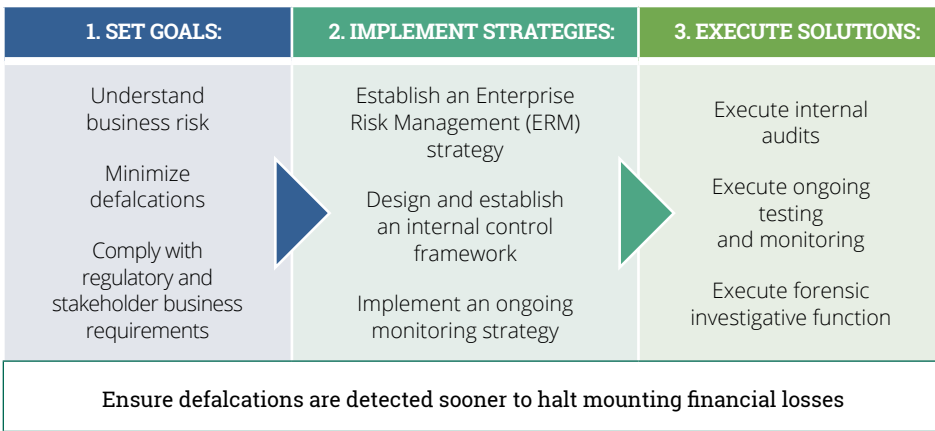 1. SET GOALS:
Understand
business risk
Minimize
defalcations
Comply with
regulatory and
stakeholder business
requirements
2. IMPLEMENT STRATEGIES:
Establish an Enterprise
Risk Management (ERM)
strategy
Design and establish
an internal control
framework
Implement an ongoing
monitoring strategy
3. EXECUTE SOLUTIONS:
Execute internal
audits
Execute ongoing
testing
and monitoring
Execute forensic
investigative function
Ensure defalcations are detected sooner to halt mounting financial losses